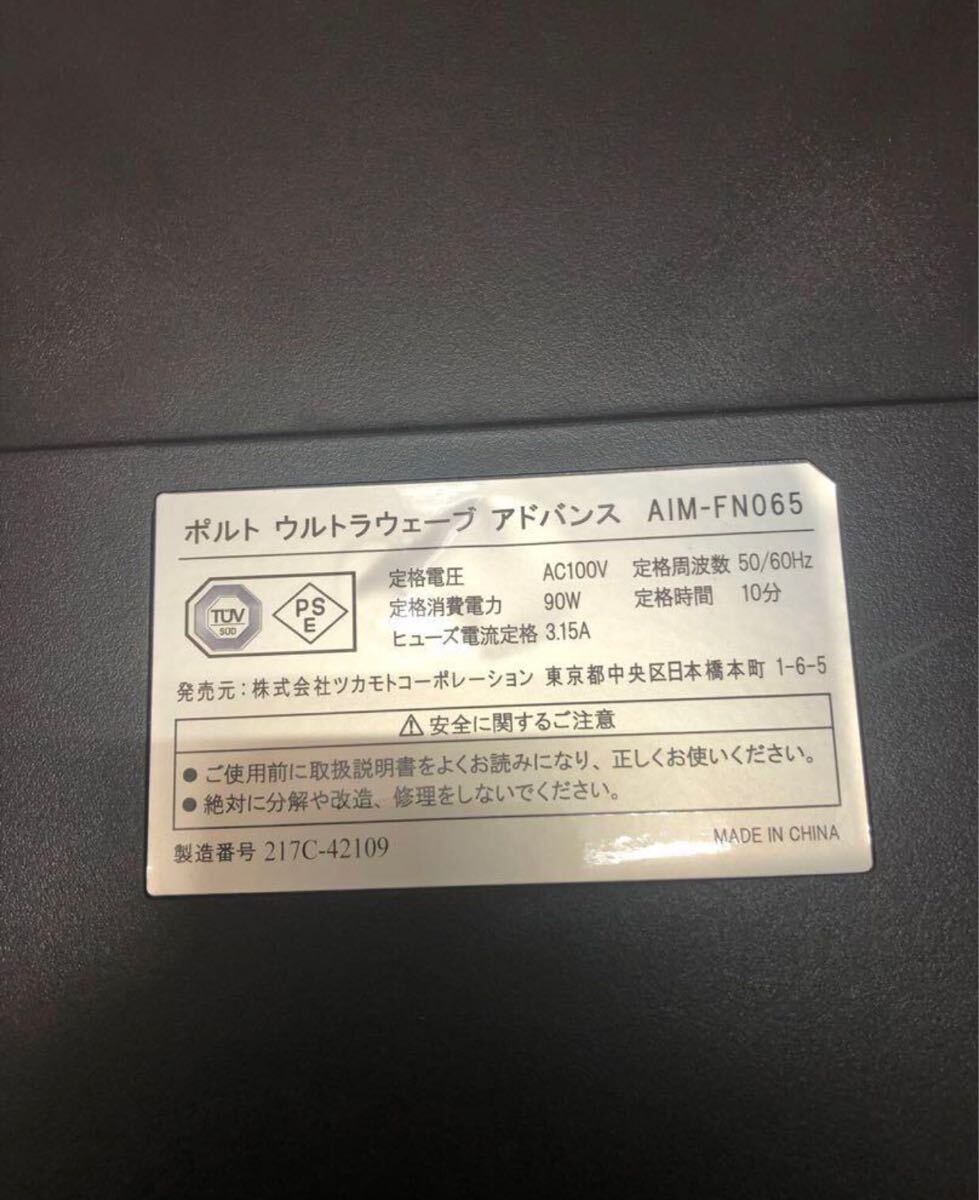 ポルト ウルトラウェーブ アドバンス AIM-FN065
TÜV
SÜD
PS
E
定格電圧 AC100V 定格周波数 50/60Hz
定格消費電力 90W 定格時間 10分
ヒューズ電流定格 3.15A
発売元:株式会社ツカモトコーポレーション 東京都中央区日本橋本町 1-6-5
⚠安全に関するご注意
●ご使用前に取扱説明書をよくお読みになり、正しくお使いください。
●絶対に分解や改造、修理をしないでください。
製造番号 217C-42109
MADE IN CHINA